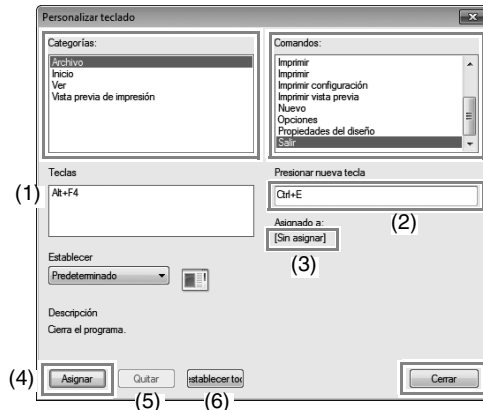 Personalizar teclado
Categorías:
Archivo
Inicio
Ver
Vista previa de impresión
Comandos:
Imprimir
Imprimir
Imprimir configuración
Imprimir vista previa
Nuevo
Opciones
Propiedades del diseño
Salir
Teclas
(1)
Alt+F4
Presionar nueva tecla
Ctrl+E
(2)
Asignado a:
[Sin asignar]
(3)
Establecer
Predeterminado
Descripción
Cierra el programa.
(4)
Asignar
Quitar
establecer tod
Cerrar
(5)
(6)